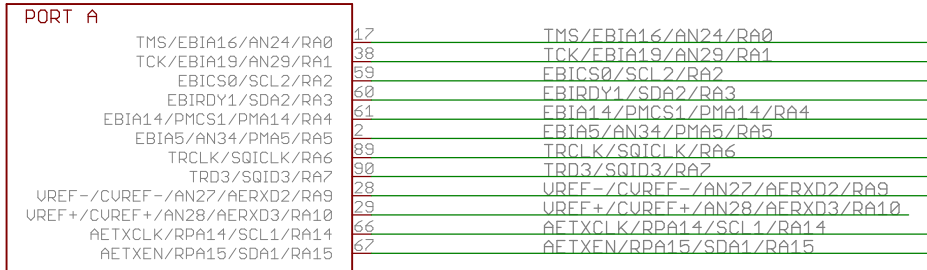 PORT A
TMS/EBIA16/AN24/RA0 17 TMS/EBIA16/AN24/RA0
TCK/EBIA19/AN29/RA1 38 TCK/EBIA19/AN29/RA1
EBICS0/SCL2/RA2 59 EBICS0/SCL2/RA2
EBIRDY1/SDA2/RA3 60 EBIRDY1/SDA2/RA3
EBIA14/PMCS1/PMA14/RA4 61 EBIA14/PMCS1/PMA14/RA4
EBIA5/AN34/PMA5/RA5 2 EBIA5/AN34/PMA5/RA5
TRCLK/SQICLK/RA6 89 TRCLK/SQICLK/RA6
TRD3/SQID3/RA7 90 TRD3/SQID3/RA7
VREF-/CVREF-/AN27/AERXD2/RA9 28 VREF-/CVREF-/AN27/AERXD2/RA9
VREF+/CVREF+/AN28/AERXD3/RA10 29 VREF+/CVREF+/AN28/AERXD3/RA10
AETXCLK/RPA14/SCL1/RA14 66 AETXCLK/RPA14/SCL1/RA14
AETXEN/RPA15/SDA1/RA15 67 AETXEN/RPA15/SDA1/RA15